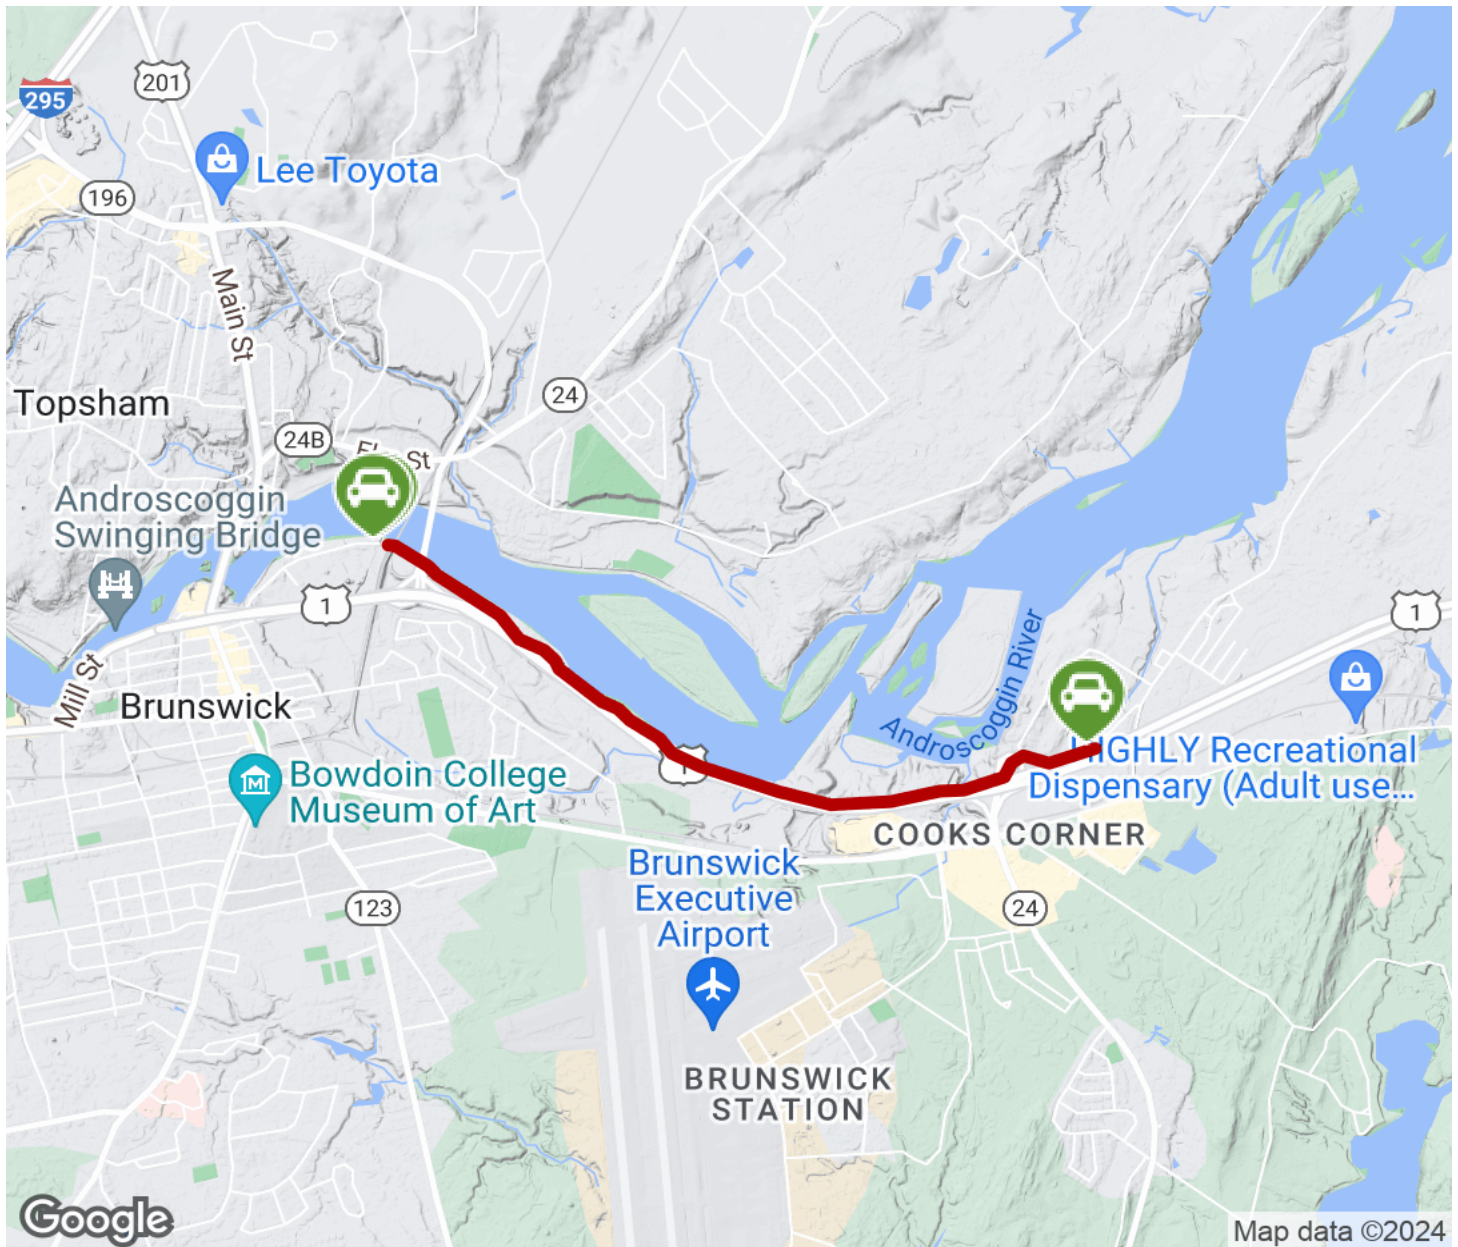 201
295
Lee Toyota
196
Main St
24
Topsham
24B
St
Androscoggin
Swinging Bridge
1
1
Androscoggin River
Mill St
Brunswick
1
HIGHLY Recreational
Dispensary (Adult use...
Bowdoin College
Museum of Art
COOKS CORNER
Brunswick
Executive
Airport
123
24
BRUNSWICK
STATION
Google
Map data ©2024